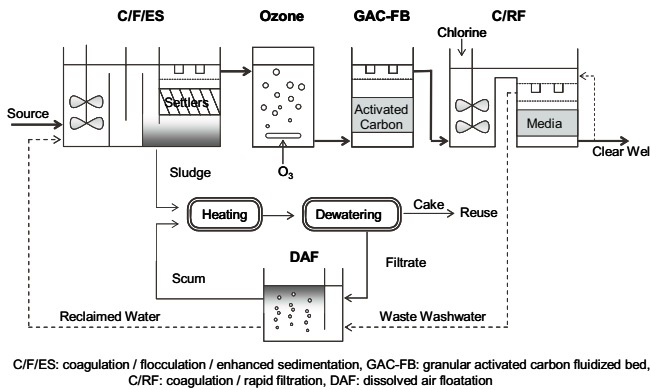 C/F/ES
Ozone
GAC-FB
C/RF
Chlorine
Source
Settlers
Activated
Carbon
Media
Clear Wel
O₃
Sludge
Heating
Dewatering
Cake
Reuse
DAF
Filtrate
Scum
Reclaimed Water
Waste Washwater
C/F/ES: coagulation / flocculation / enhanced sedimentation, GAC-FB: granular activated carbon fluidized bed,
C/RF: coagulation / rapid filtration, DAF: dissolved air floatation